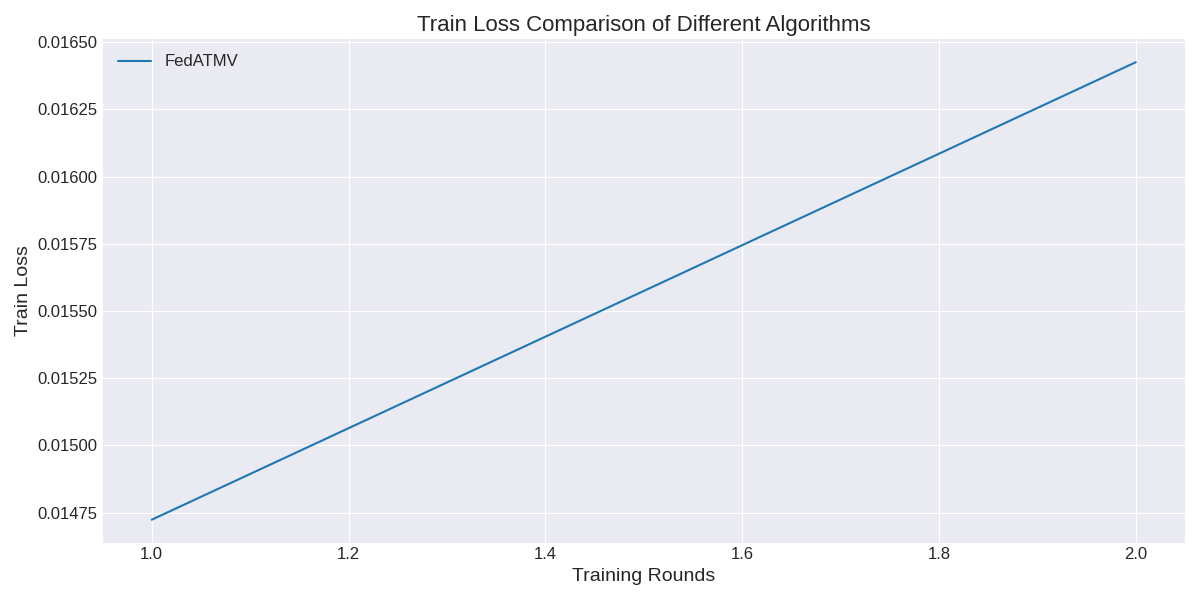 Train Loss Comparison of Different Algorithms
FedATMV
0.01650
0.01625
0.01600
0.01575
0.01550
0.01525
0.01500
0.01475
Train Loss
1.0 1.2 1.4 1.6 1.8 2.0
Training Rounds